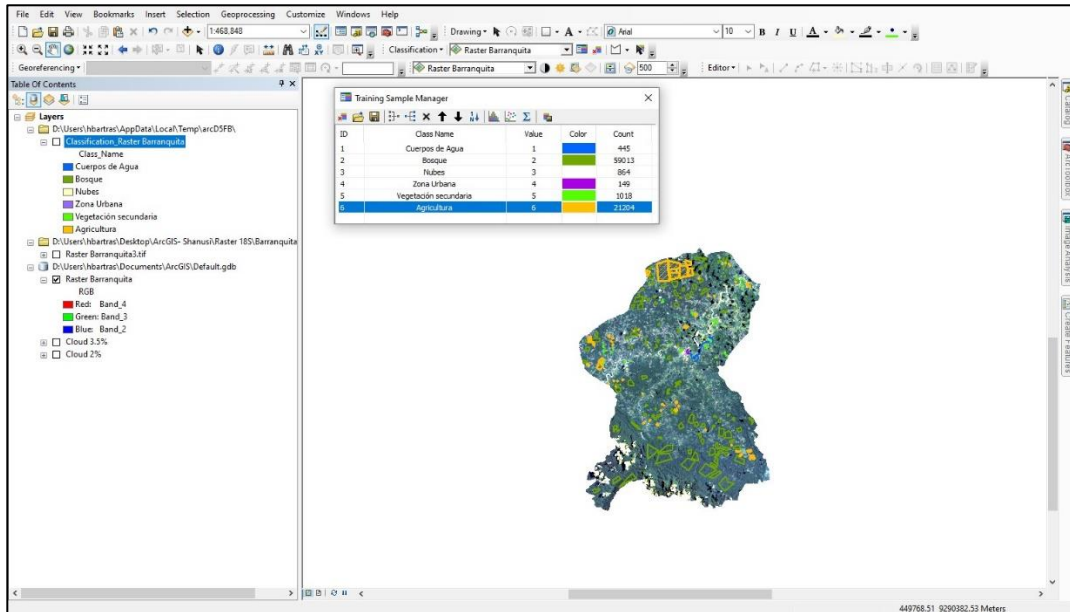 File Edit View Bookmarks Insert Selection Geoprocessing Customize Windows Help
1:468,848 Drawing Arial 10 B I U A
Classification Raster Barranquita
Georeferencing Raster Barranquita 500 Editor
Table Of Contents
Layers
D:\Users\hbartras\AppData\Local\Temp\arcD5FB\
Classification_Raster Barranquita
Class_Name
Cuerpos de Agua
Bosque
Nubes
Zona Urbana
Vegetación secundaria
Agricultura
D:\Users\hbartras\Desktop\ArcGIS- Shanusi\Raster 18S\Barranquita
Raster Barranquita3.tif
D:\Users\hbartras\Documents\ArcGIS\Default.gdb
Raster Barranquita
RGB
Red: Band_4
Green: Band_3
Blue: Band_2
Cloud 3.5%
Cloud 2%
Training Sample Manager
ID Class Name Value Color Count
1 Cuerpos de Agua 1 445
2 Bosque 2 59013
3 Nubes 3 864
4 Zona Urbana 4 149
5 Vegetación secundaria 5 1018
6 Agricultura 6 21204
Catalog
ArcToolbox
Image Analysis
Create Features
449768.51 9290382.53 Meters